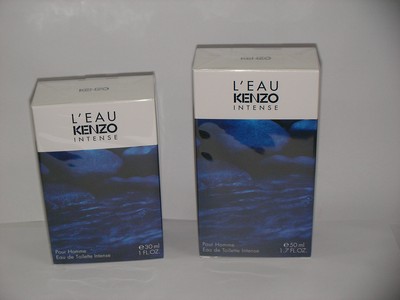 L'EAU
KENZO
INTENSE
Pour Homme
Eau de Toilette Intense
℮30 ml
1 FL.OZ.
L'EAU
KENZO
INTENSE
Pour Homme
Eau de Toilette Intense
℮50 ml
1.7 FL.OZ.